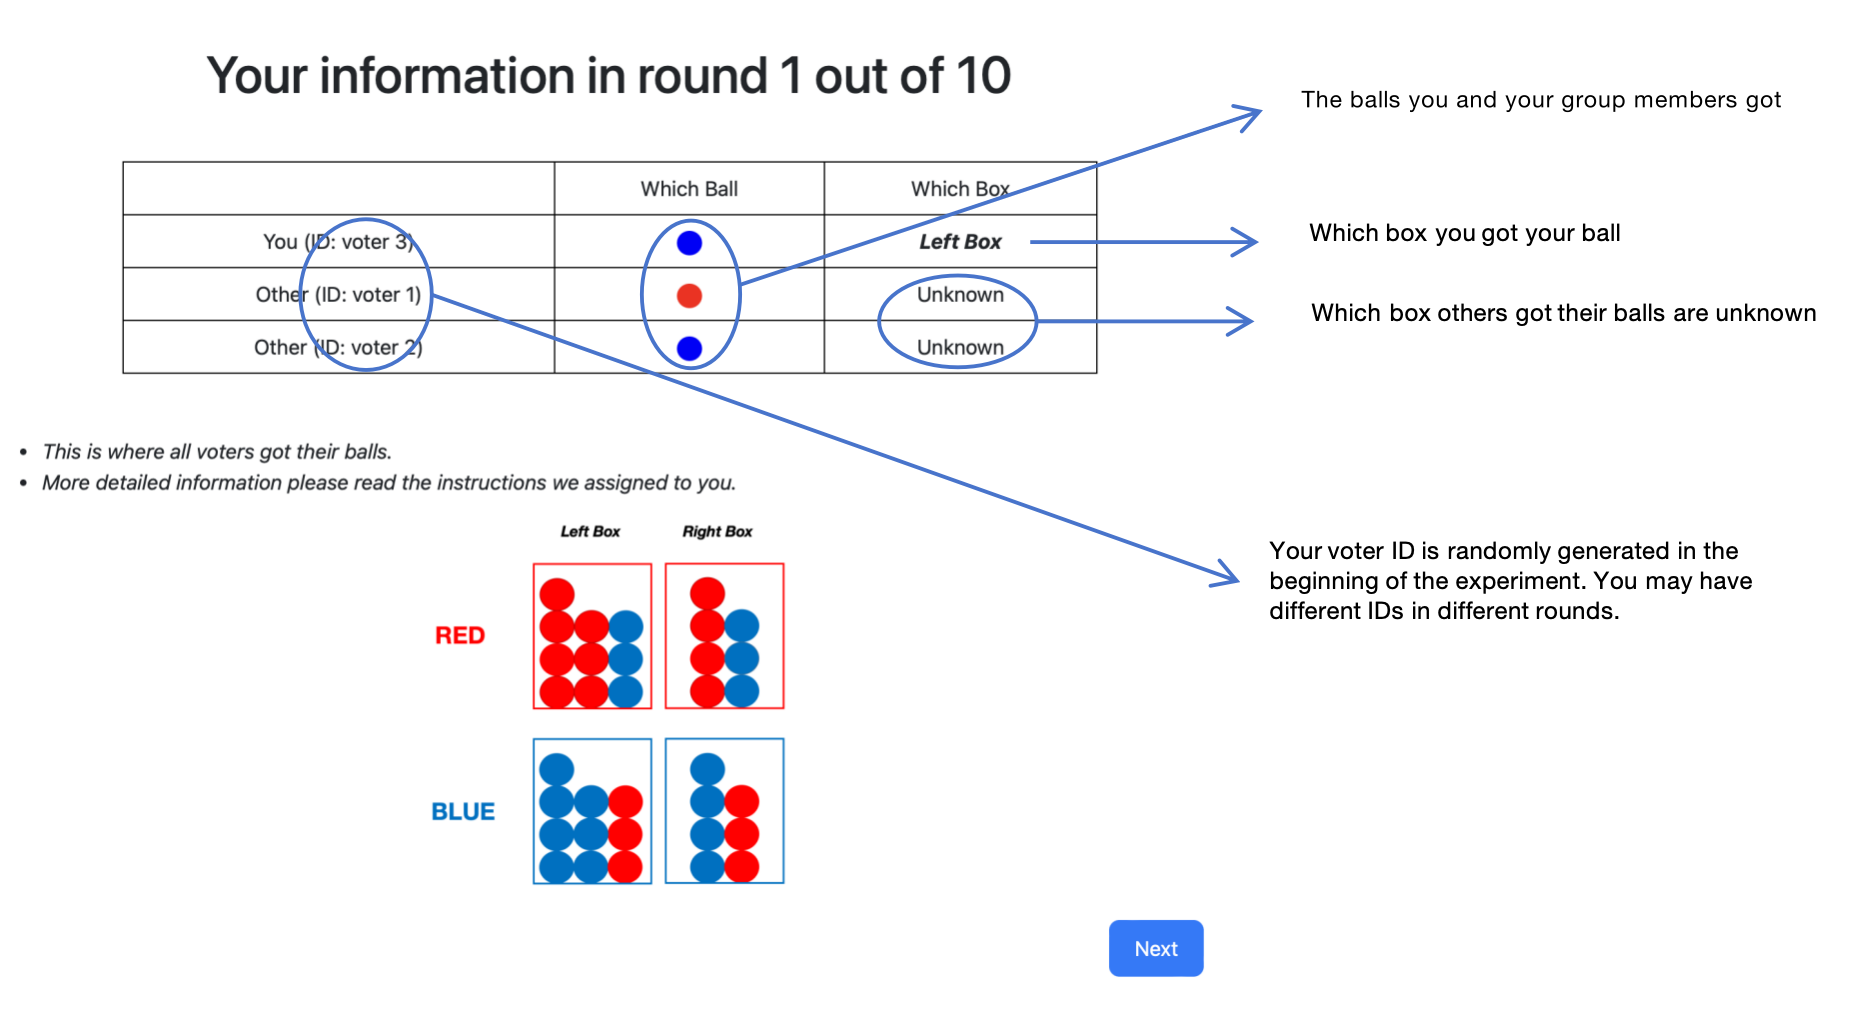 Your information in round 1 out of 10
The balls you and your group members got
Which Ball Which Box
You (ID: voter 3) Left Box
Which box you got your ball
Other (ID: voter 1) Unknown
Which box others got their balls are unknown
Other (ID: voter 2) Unknown
This is where all voters got their balls.
More detailed information please read the instructions we assigned to you.
Left Box Right Box
Your voter ID is randomly generated in the
beginning of the experiment. You may have
different IDs in different rounds.
RED
BLUE
Next